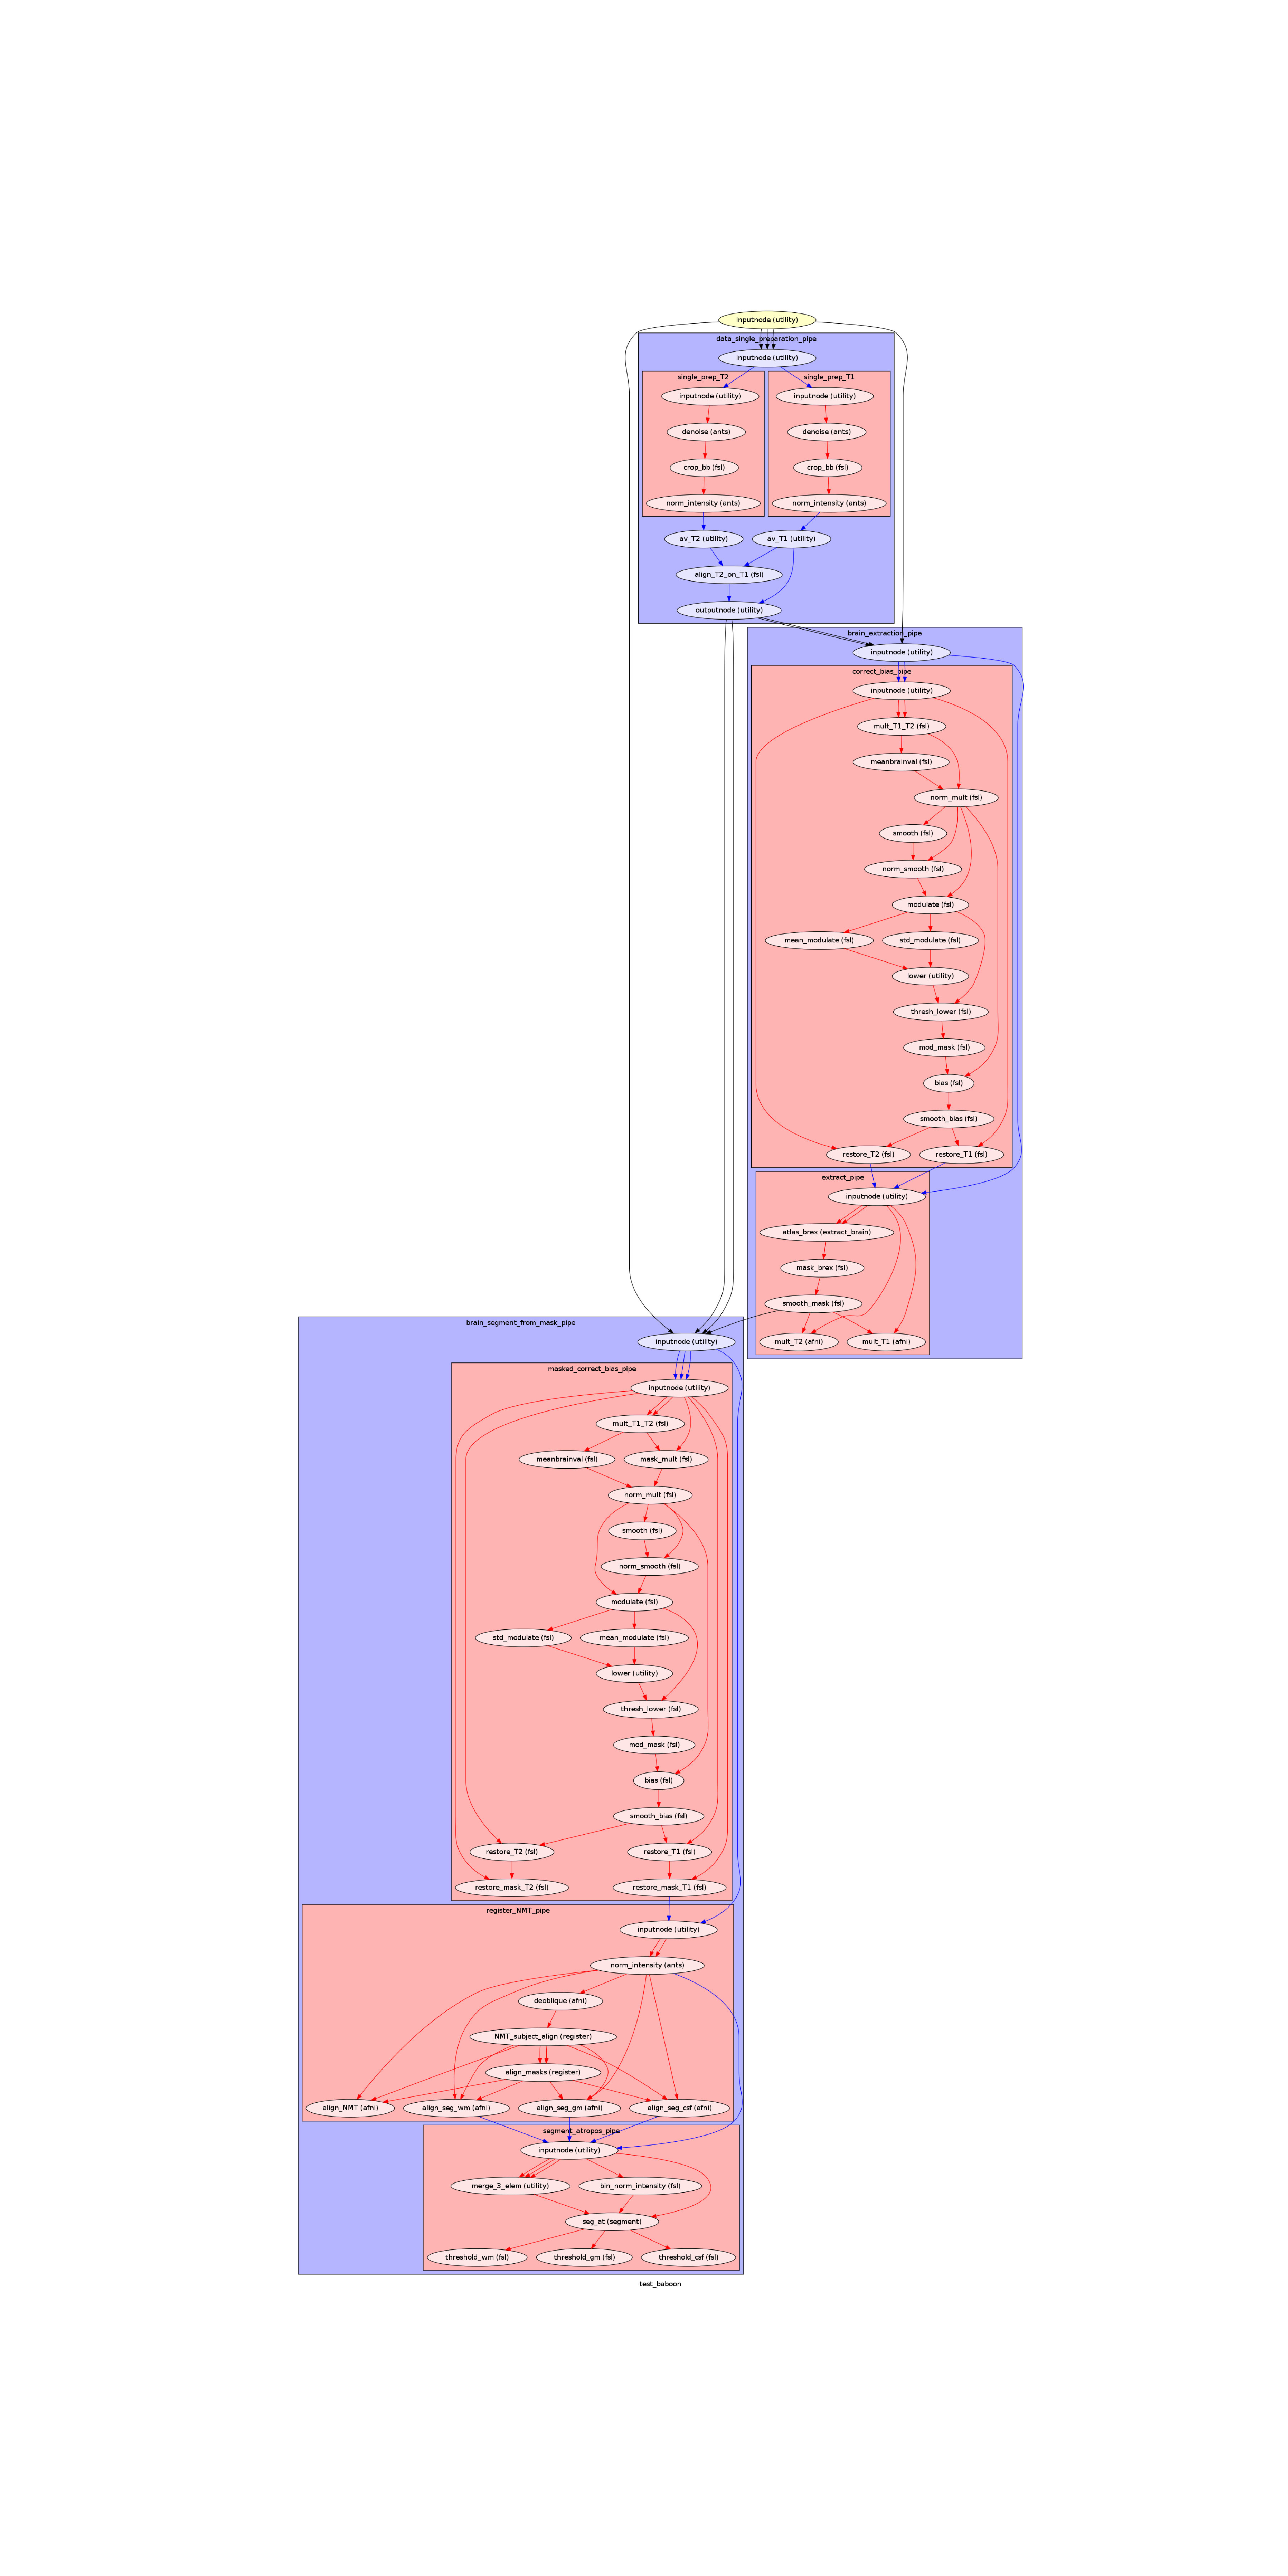 inputnode (utility)
data_single_preparation_pipe
inputnode (utility)
single_prep_T2
single_prep_T1
inputnode (utility)
inputnode (utility)
denoise (ants)
denoise (ants)
crop_bb (fsl)
crop_bb (fsl)
norm_intensity (ants)
norm_intensity (ants)
av_T2 (utility)
av_T1 (utility)
align_T2_on_T1 (fsl)
outputnode (utility)
brain_extraction_pipe
inputnode (utility)
correct_bias_pipe
inputnode (utility)
mult_T1_T2 (fsl)
meanbrainval (fsl)
norm_mult (fsl)
smooth (fsl)
norm_smooth (fsl)
modulate (fsl)
mean_modulate (fsl)
std_modulate (fsl)
lower (utility)
thresh_lower (fsl)
mod_mask (fsl)
bias (fsl)
smooth_bias (fsl)
restore_T2 (fsl)
restore_T1 (fsl)
extract_pipe
inputnode (utility)
atlas_brex (extract_brain)
mask_brex (fsl)
smooth_mask (fsl)
mult_T2 (afni)
mult_T1 (afni)
brain_segment_from_mask_pipe
inputnode (utility)
masked_correct_bias_pipe
inputnode (utility)
mult_T1_T2 (fsl)
meanbrainval (fsl)
mask_mult (fsl)
norm_mult (fsl)
smooth (fsl)
norm_smooth (fsl)
modulate (fsl)
std_modulate (fsl)
mean_modulate (fsl)
lower (utility)
thresh_lower (fsl)
mod_mask (fsl)
bias (fsl)
smooth_bias (fsl)
restore_T2 (fsl)
restore_T1 (fsl)
restore_mask_T2 (fsl)
restore_mask_T1 (fsl)
register_NMT_pipe
inputnode (utility)
norm_intensity (ants)
deoblique (afni)
NMT_subject_align (register)
align_masks (register)
align_NMT (afni)
align_seg_wm (afni)
align_seg_gm (afni)
align_seg_csf (afni)
segment_atropos_pipe
inputnode (utility)
merge_3_elem (utility)
bin_norm_intensity (fsl)
seg_at (segment)
threshold_wm (fsl)
threshold_gm (fsl)
threshold_csf (fsl)
test_baboon